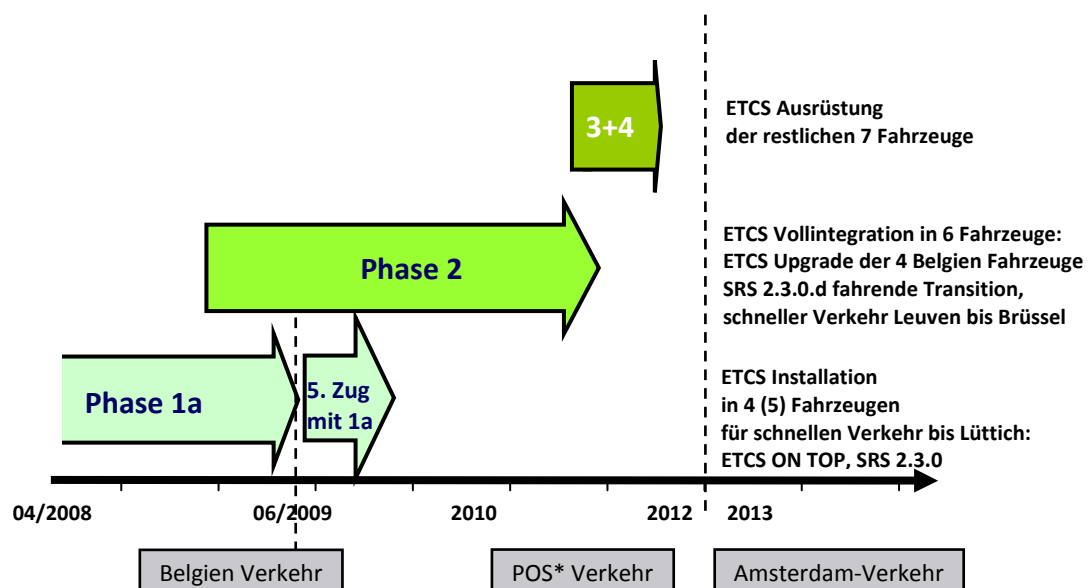 3+4
ETCS Ausrüstung
der restlichen 7 Fahrzeuge
Phase 2
ETCS Vollintegration in 6 Fahrzeuge:
ETCS Upgrade der 4 Belgien Fahrzeuge
SRS 2.3.0.d fahrende Transition,
schneller Verkehr Leuven bis Brüssel
Phase 1a
5. Zug
mit 1a
ETCS Installation
in 4 (5) Fahrzeugen
für schnellen Verkehr bis Lüttich:
ETCS ON TOP, SRS 2.3.0
04/2008 06/2009 2010 2012 2013
Belgien Verkehr POS* Verkehr Amsterdam-Verkehr